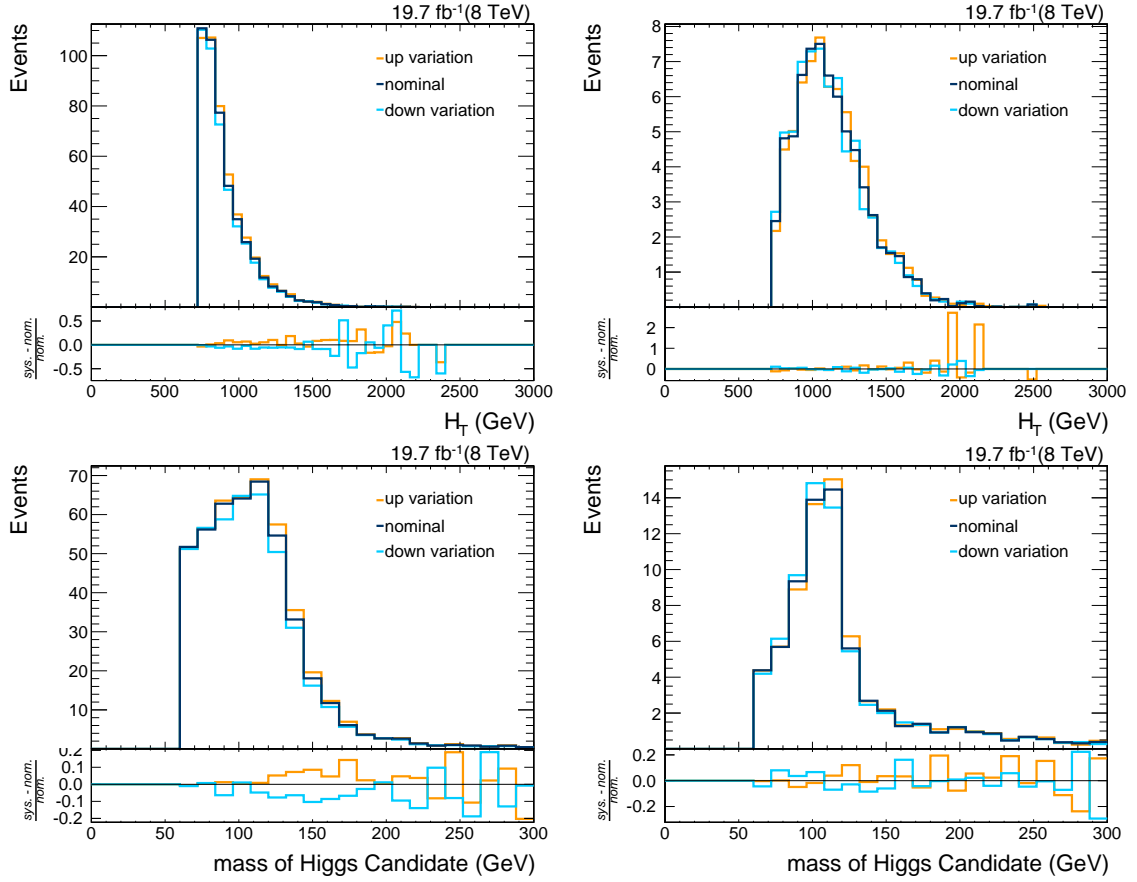 19.7 fb-1(8 TeV)
Events
up variation
nominal
down variation
100
80
60
40
20
sys. - nom.
nom.
0.5
0.0
-0.5
0 500 1000 1500 2000 2500 3000
H_T (GeV)
19.7 fb-1(8 TeV)
Events
up variation
nominal
down variation
8
7
6
5
4
3
2
1
sys. - nom.
nom.
2
1
0
0 500 1000 1500 2000 2500 3000
H_T (GeV)
19.7 fb-1(8 TeV)
Events
up variation
nominal
down variation
70
60
50
40
30
20
10
sys. - nom.
nom.
0.2
0.1
0.0
-0.1
-0.2
0 50 100 150 200 250 300
mass of Higgs Candidate (GeV)
19.7 fb-1(8 TeV)
Events
up variation
nominal
down variation
14
12
10
8
6
4
2
sys. - nom.
nom.
0.2
0.0
-0.2
0 50 100 150 200 250 300
mass of Higgs Candidate (GeV)